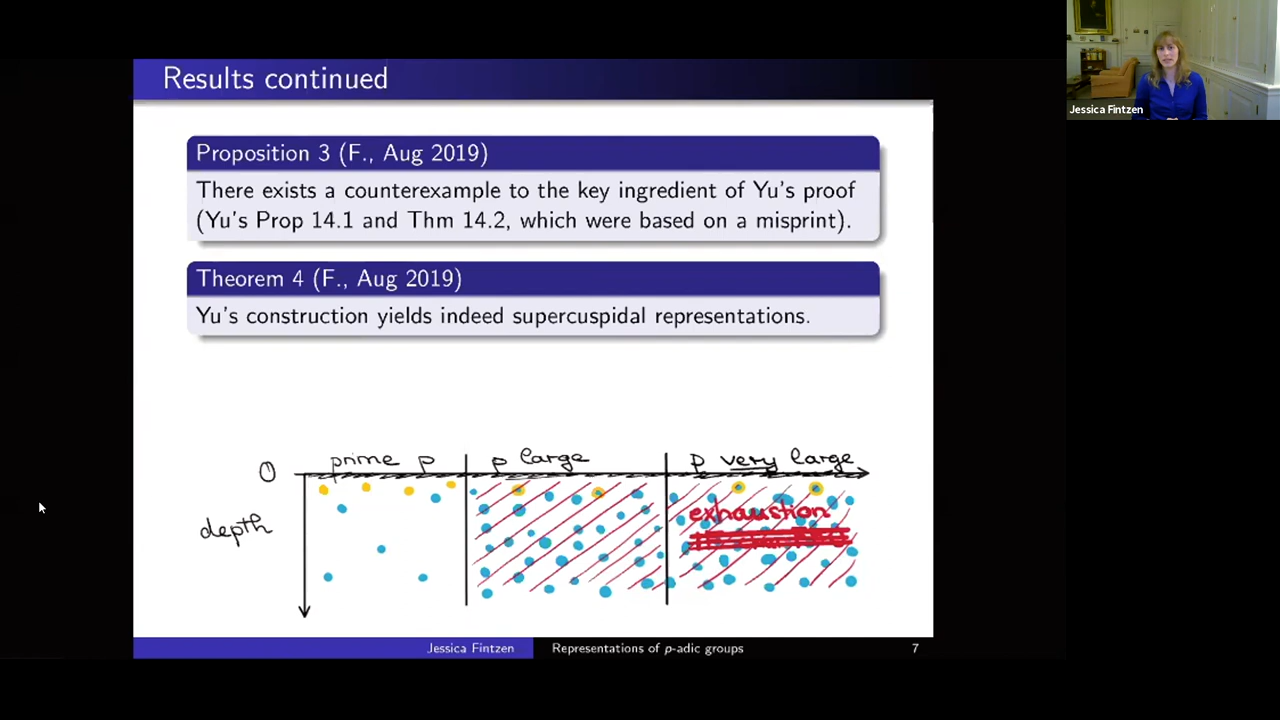 Results continued
Jessica Fintzen
Proposition 3 (F., Aug 2019)
There exists a counterexample to the key ingredient of Yu's proof
(Yu's Prop 14.1 and Thm 14.2, which were based on a misprint).
Theorem 4 (F., Aug 2019)
Yu's construction yields indeed supercuspidal representations.
0 prime p p large p very large
exhaustion
depth
Jessica Fintzen Representations of p-adic groups 7